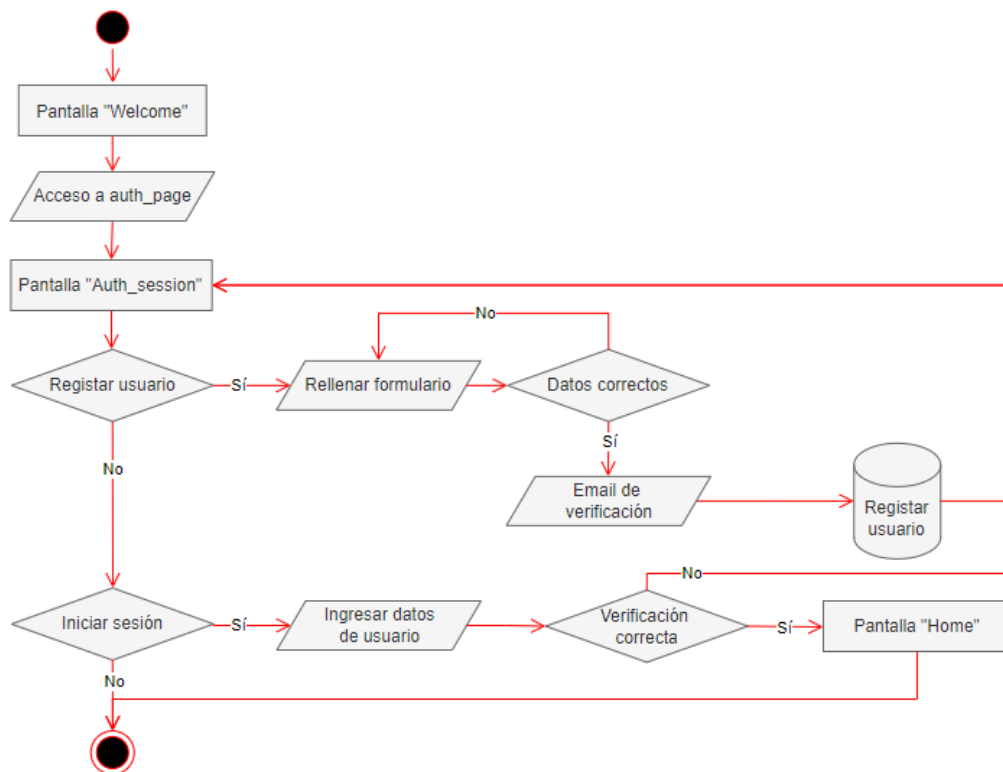 Pantalla "Welcome"
Acceso a auth_page
Pantalla "Auth_session"
No
Registar usuario
Sí
Rellenar formulario
Datos correctos
Sí
No
Email de
verificación
Registar
usuario
No
Iniciar sesión
Sí
Ingresar datos
de usuario
Verificación
correcta
Sí
Pantalla "Home"
No